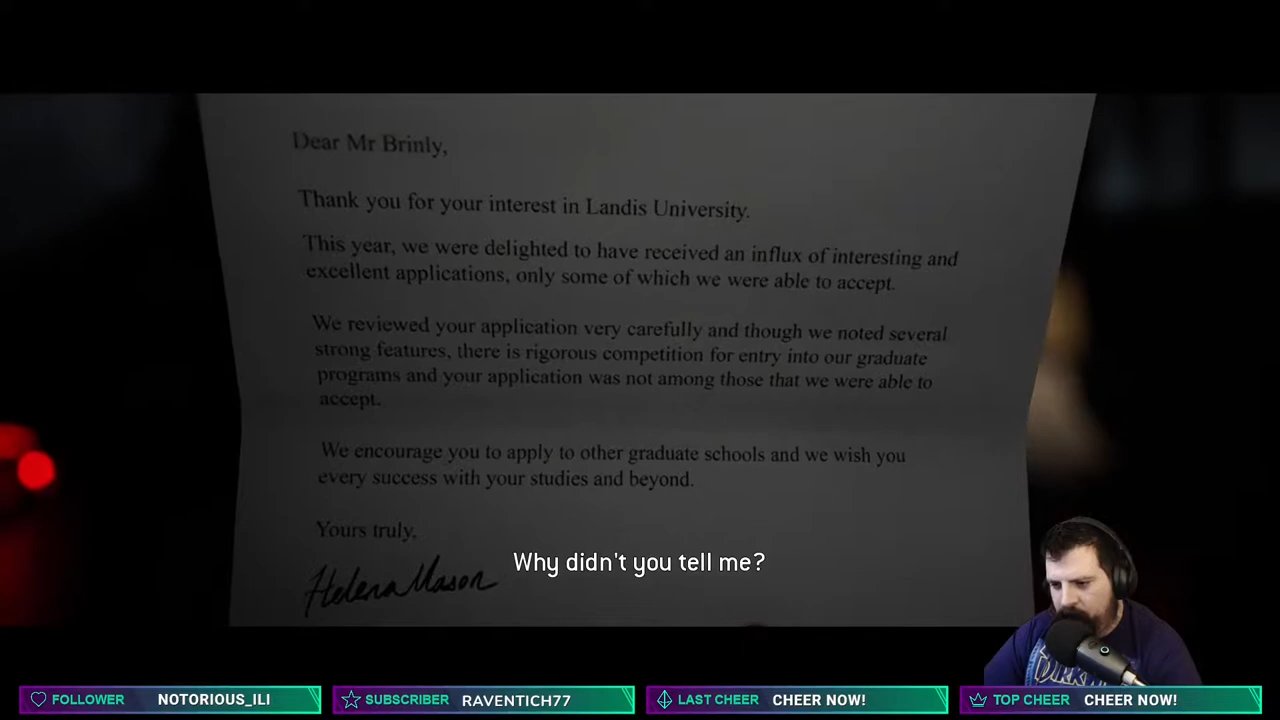 Dear Mr Brinly,
Thank you for your interest in Landis University.
This year, we were delighted to have received an influx of interesting and
excellent applications, only some of which we were able to accept.
We reviewed your application very carefully and though we noted several
strong features, there is rigorous competition for entry into our graduate
programs and your application was not among those that we were able to
accept.
We encourage you to apply to other graduate schools and we wish you
every success with your studies and beyond.
Yours truly,
Helena Mason
Why didn't you tell me?
FOLLOWER NOTORIOUS_ILI
SUBSCRIBER RAVENTICH77
LAST CHEER CHEER NOW!
TOP CHEER CHEER NOW!